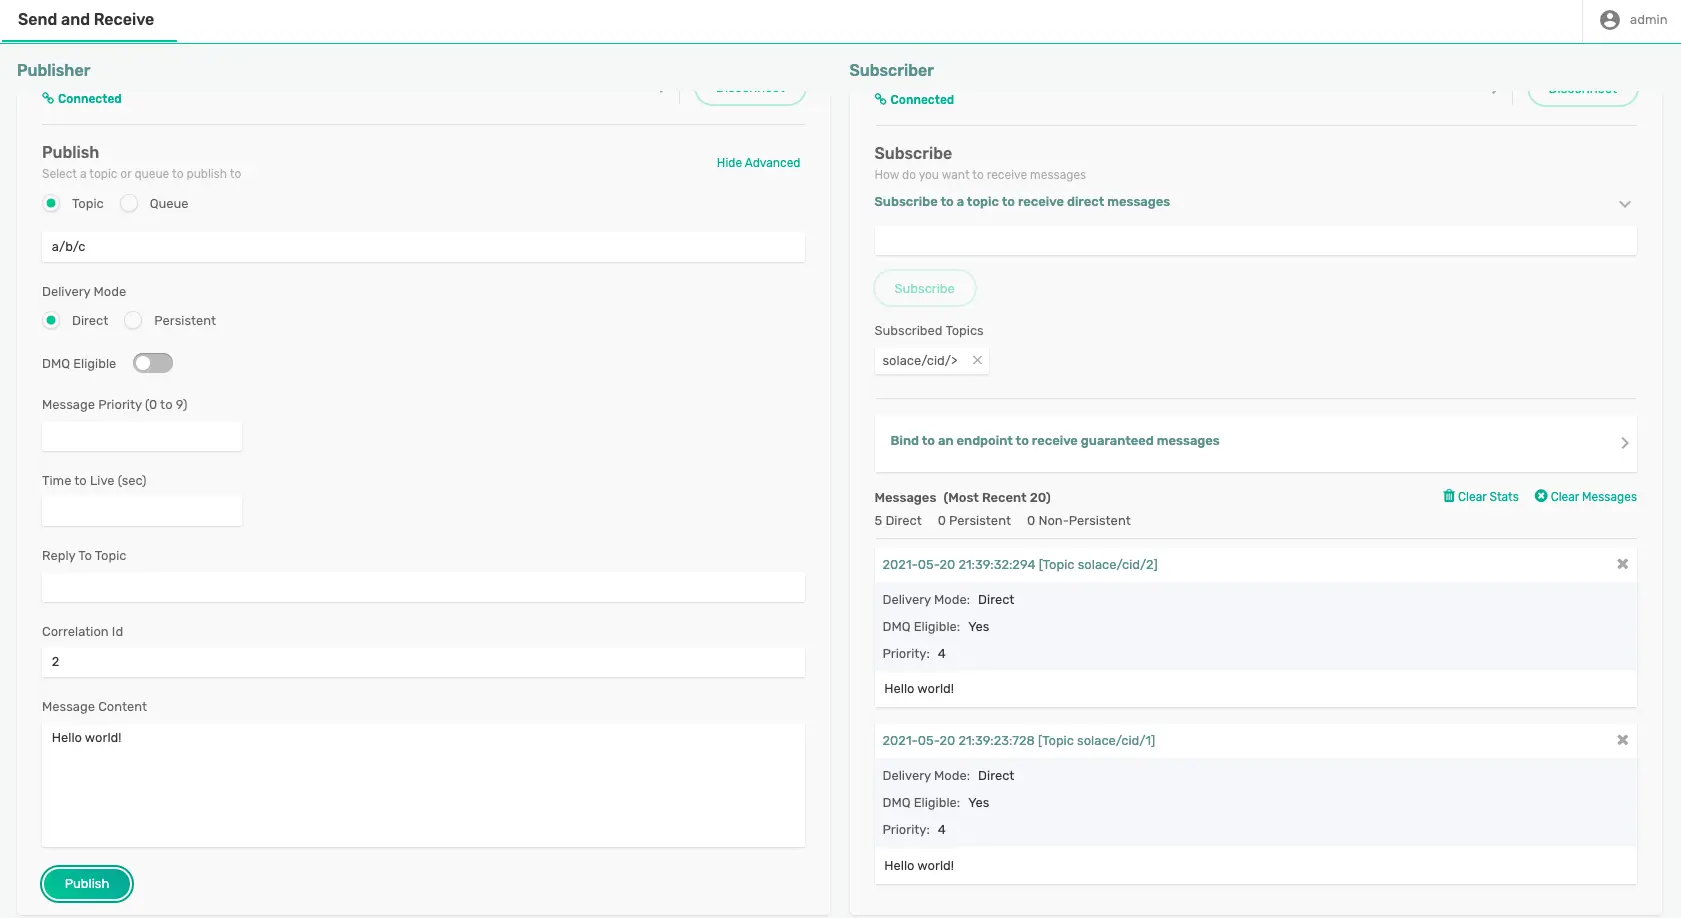 Send and Receive
admin
Publisher
Connected
Publish
Select a topic or queue to publish to
Hide Advanced
Topic
Queue
a/b/c
Delivery Mode
Direct
Persistent
DMQ Eligible
Message Priority (0 to 9)
Time to Live (sec)
Reply To Topic
Correlation Id
2
Message Content
Hello world!
Publish
Subscriber
Connected
Subscribe
How do you want to receive messages
Subscribe to a topic to receive direct messages
Subscribe
Subscribed Topics
solace/cid/>
Bind to an endpoint to receive guaranteed messages
Messages (Most Recent 20)
Clear Stats
Clear Messages
5 Direct 0 Persistent 0 Non-Persistent
2021-05-20 21:39:32:294 [Topic solace/cid/2]
Delivery Mode: Direct
DMQ Eligible: Yes
Priority: 4
Hello world!
2021-05-20 21:39:23:728 [Topic solace/cid/1]
Delivery Mode: Direct
DMQ Eligible: Yes
Priority: 4
Hello world!